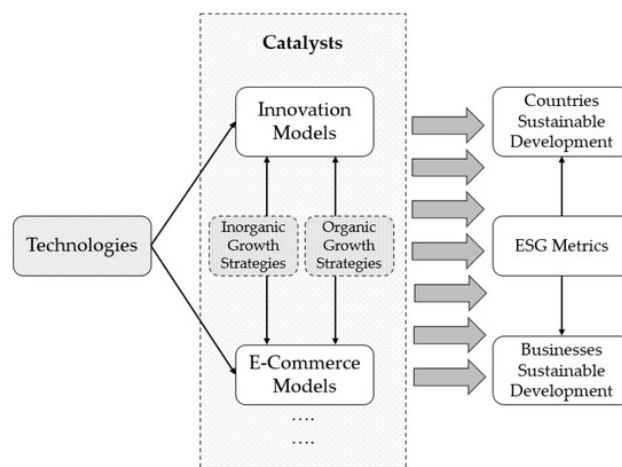 Catalysts
Innovation
Models
Countries
Sustainable
Development
Technologies
Inorganic
Growth
Strategies
Organic
Growth
Strategies
ESG Metrics
E-Commerce
Models
....
....
Businesses
Sustainable
Development